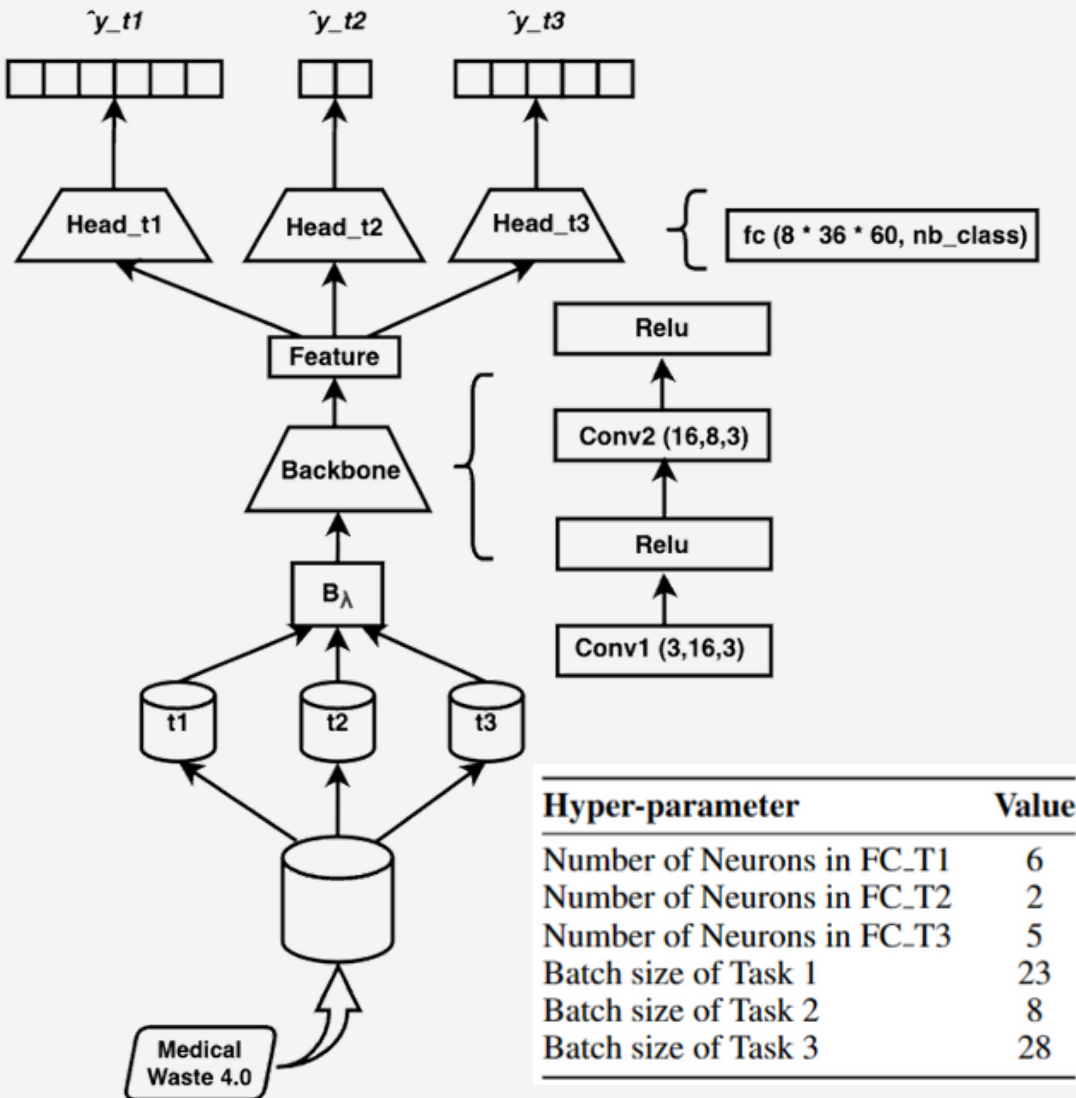 ˆy_t1
ˆy_t2
ˆy_t3
Head_t1
Head_t2
Head_t3
fc (8 * 36 * 60, nb_class)
Feature
Relu
Conv2 (16,8,3)
Backbone
Relu
Bλ
Conv1 (3,16,3)
t1
t2
t3
Hyper-parameter Value
Number of Neurons in FC_T1 6
Number of Neurons in FC_T2 2
Number of Neurons in FC_T3 5
Batch size of Task 1 23
Batch size of Task 2 8
Batch size of Task 3 28
Medical
Waste 4.0